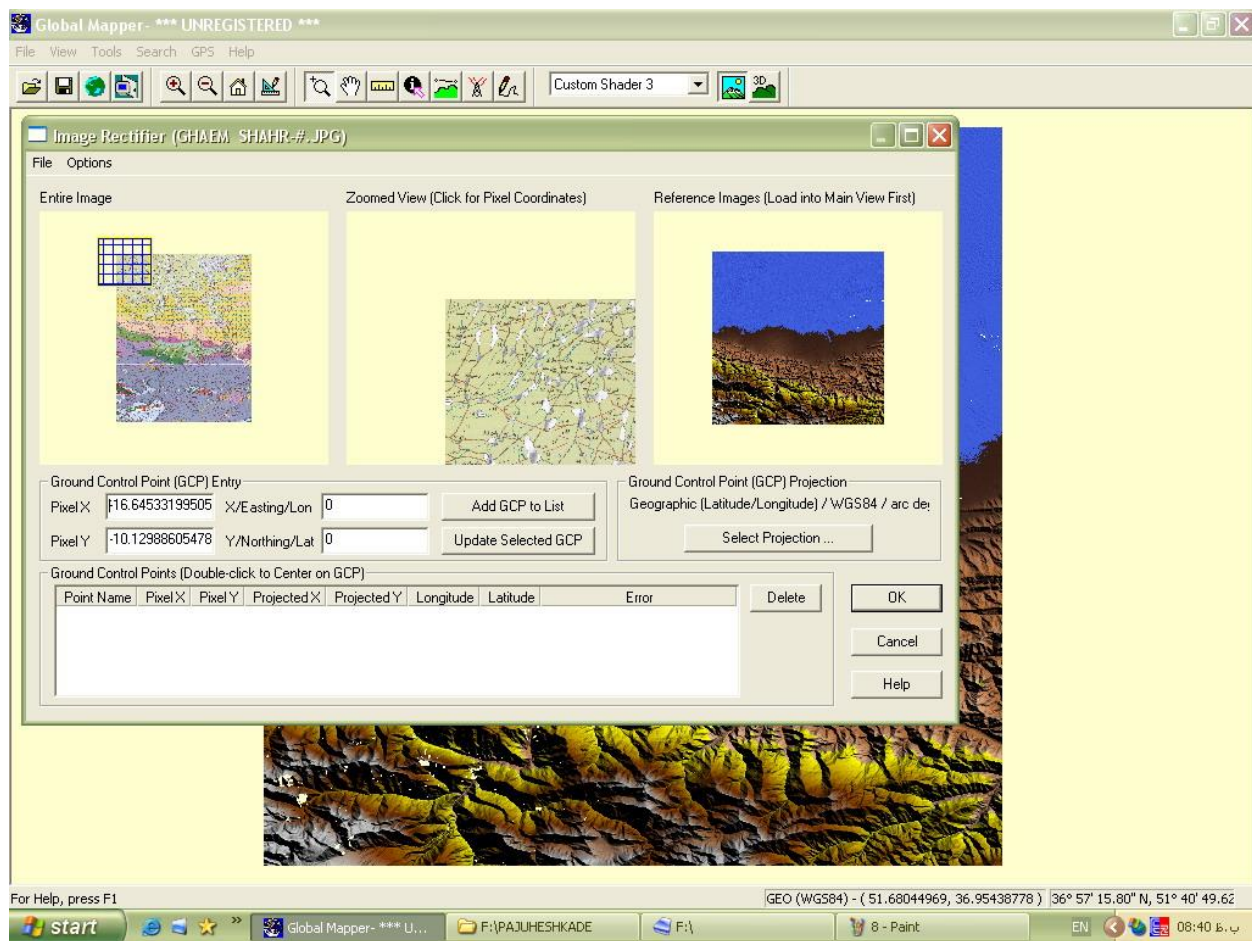 Global Mapper- *** UNREGISTERED ***
File View Tools Search GPS Help
Custom Shader 3
3D
Image Rectifier (GHAEM SHAHR-#.JPG)
File Options
Entire Image
Zoomed View (Click for Pixel Coordinates)
Reference Images (Load into Main View First)
Ground Control Point (GCP) Entry
Pixel X
16.64533199505
X/Easting/Lon
0
Add GCP to List
Pixel Y
-10.12988605478
Y/Northing/Lat
0
Update Selected GCP
Ground Control Point (GCP) Projection
Geographic (Latitude/Longitude) / WGS84 / arc de
Select Projection ...
Ground Control Points (Double-click to Center on GCP)
Point Name Pixel X Pixel Y Projected X Projected Y Longitude Latitude Error
Delete
OK
Cancel
Help
For Help, press F1
GEO (WGS84) - ( 51.68044969, 36.95438778 ) 36° 57' 15.80" N, 51° 40' 49.62
start
»
Global Mapper- *** U...
F:\PAJUHESHKADE
F:\
8 - Paint
EN
08:40 ب.ظ